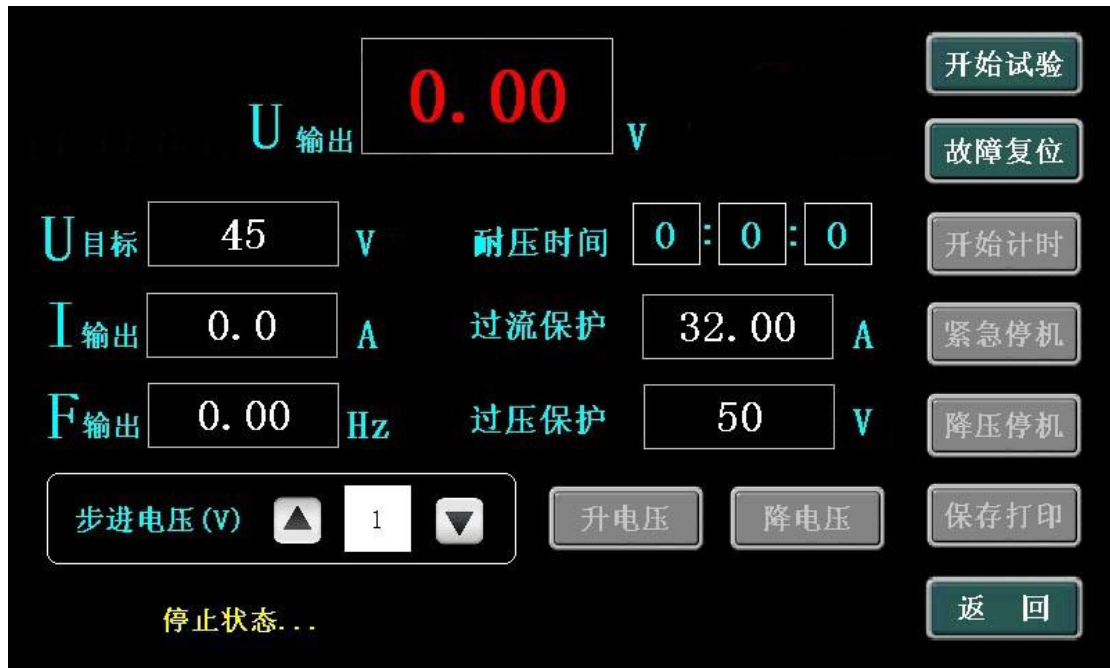 U输出 0.00 V
开始试验
故障复位
U目标 45 V 耐压时间 0:0:0
开始计时
I输出 0.0 A 过流保护 32.00 A
紧急停机
F输出 0.00 Hz 过压保护 50 V
降压停机
步进电压(V) 1 升电压 降电压
保存打印
停止状态...
返 回